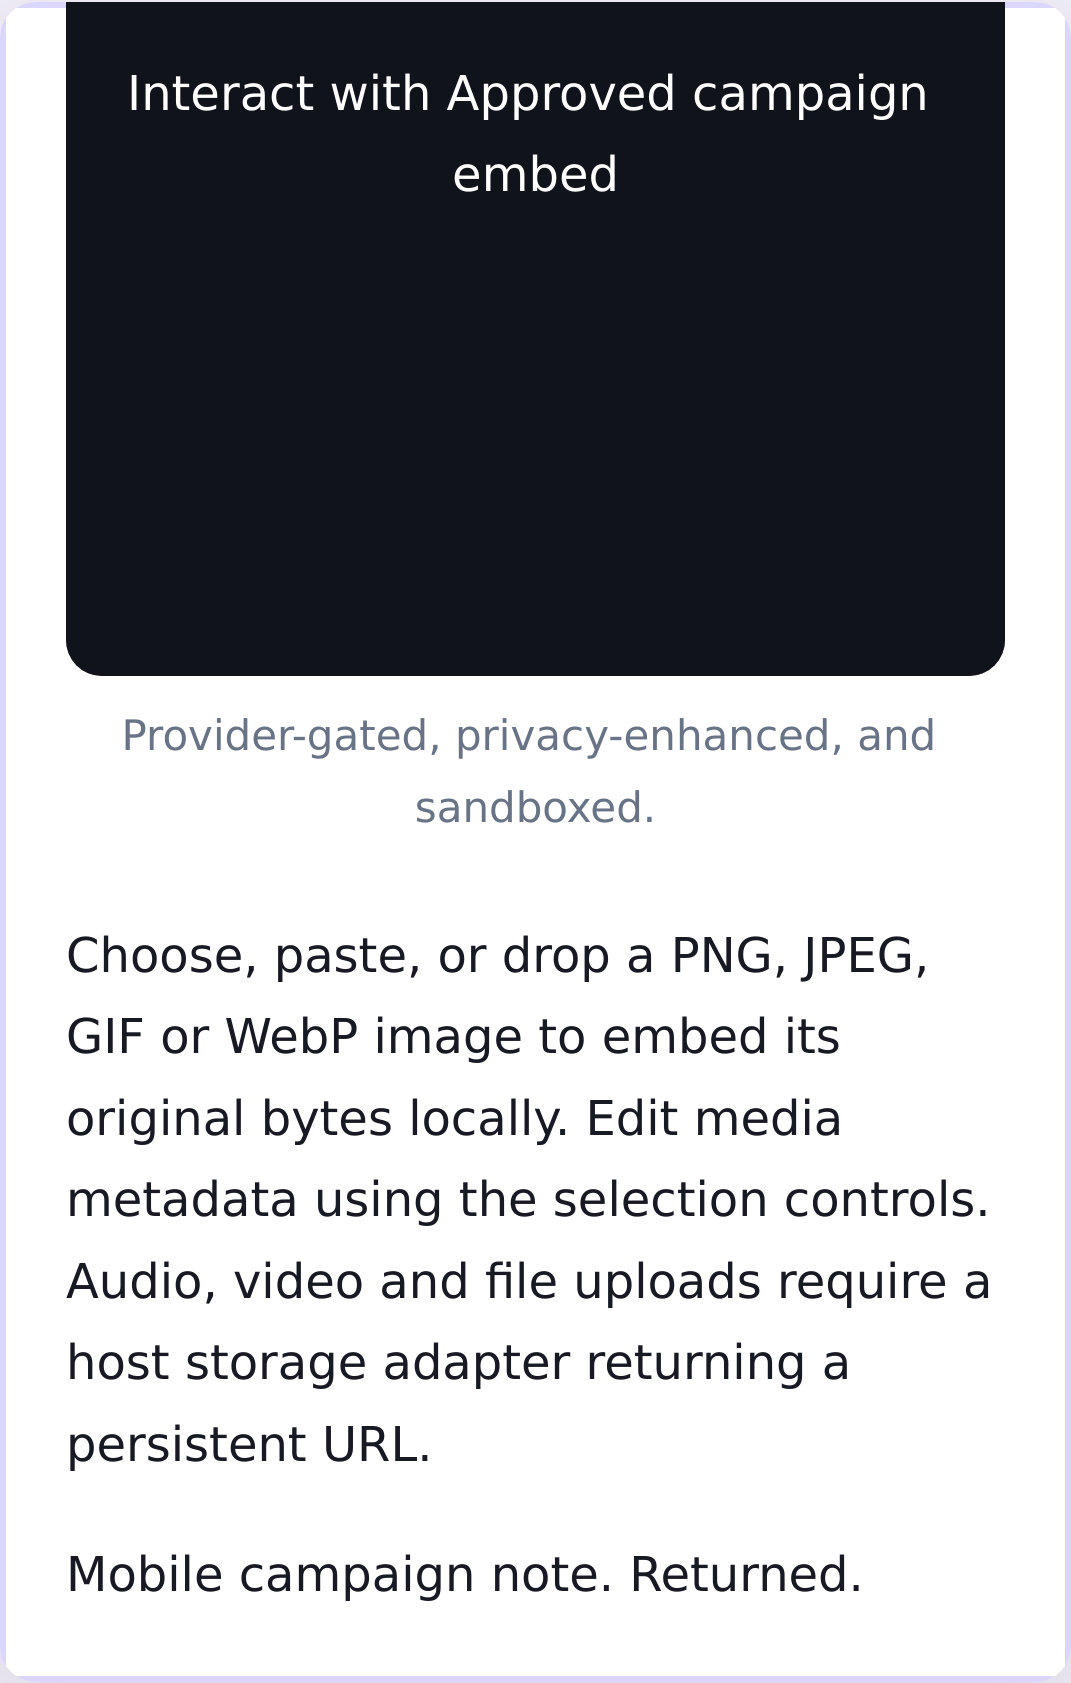 Interact with Approved campaign
embed
Provider-gated, privacy-enhanced, and
sandboxed.
Choose, paste, or drop a PNG, JPEG,
GIF or WebP image to embed its
original bytes locally. Edit media
metadata using the selection controls.
Audio, video and file uploads require a
host storage adapter returning a
persistent URL.
Mobile campaign note. Returned.